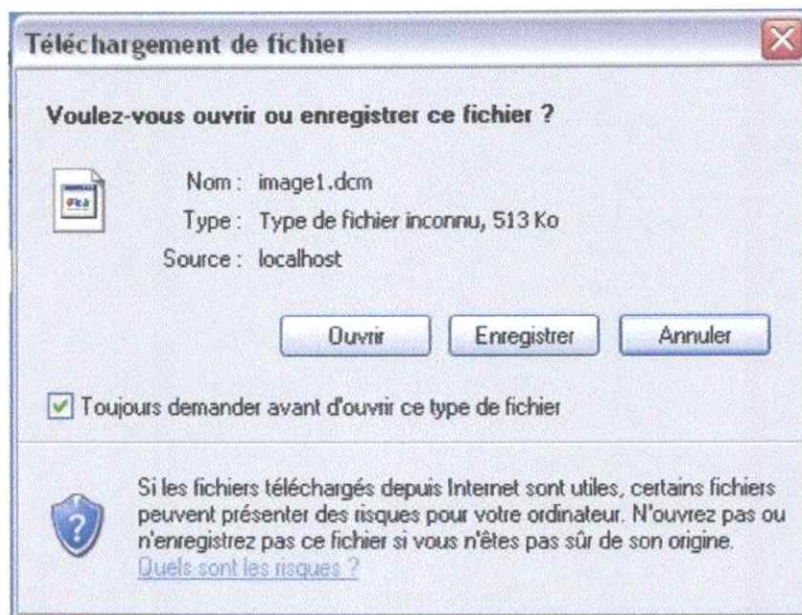 Téléchargement de fichier
Voulez-vous ouvrir ou enregistrer ce fichier ?
Nom : image1.dcm
Type : Type de fichier inconnu, 513 Ko
Source : localhost
Ouvrir Enregistrer Annuler
Toujours demander avant d'ouvrir ce type de fichier
Si les fichiers téléchargés depuis Internet sont utiles, certains fichiers
peuvent présenter des risques pour votre ordinateur. N'ouvrez pas ou
n'enregistrez pas ce fichier si vous n'êtes pas sûr de son origine.
Quels sont les risques ?